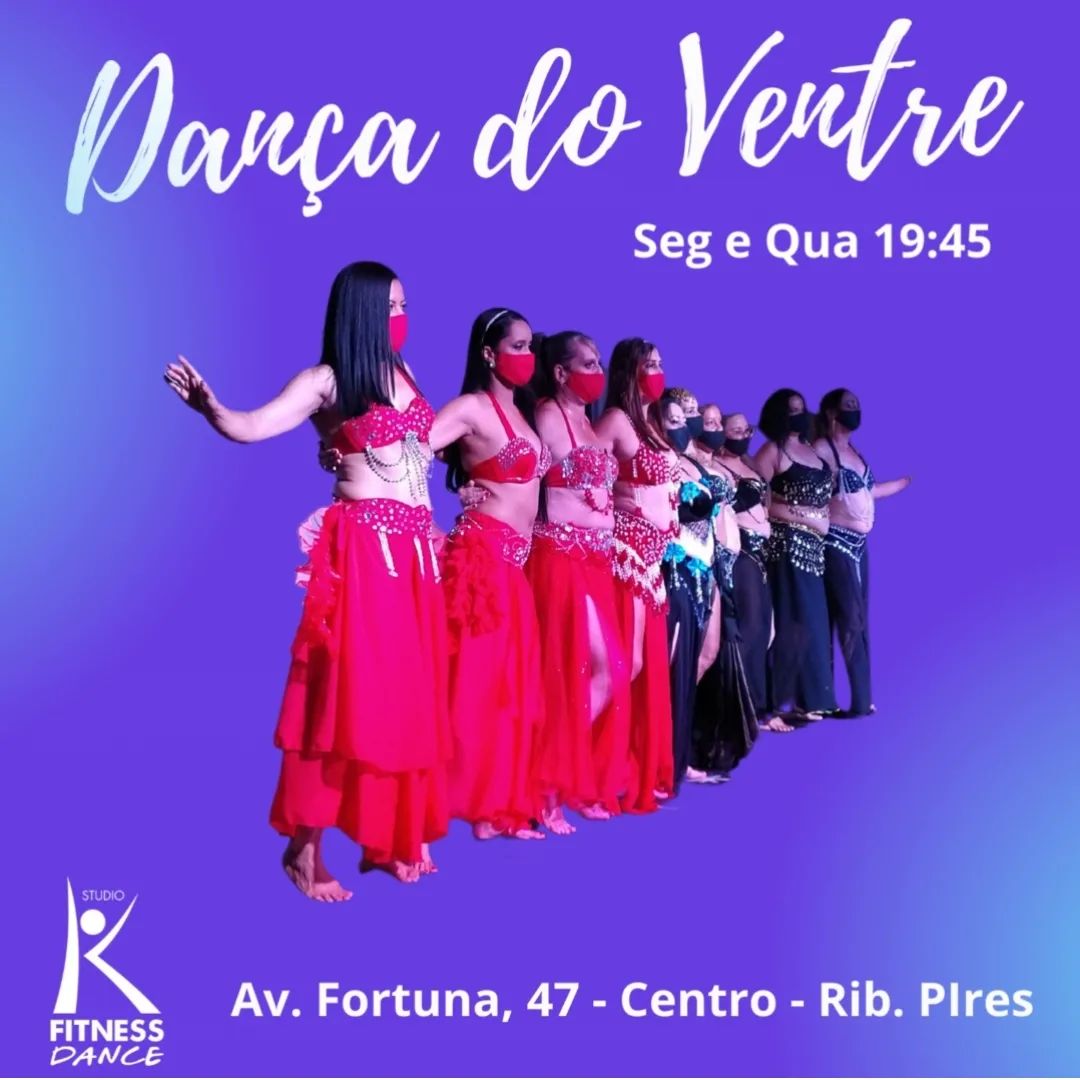 Dança do Ventre
Seg e Qua 19:45
STUDIO
K
FITNESS
DANCE
Av. Fortuna, 47 - Centro - Rib. PIres